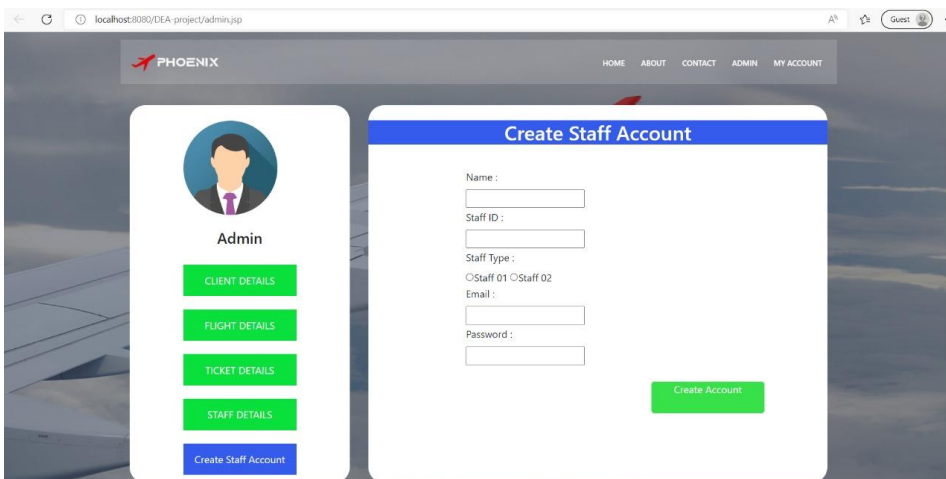 localhost:8080/DEA-project/admin.jsp
Guest
PHOENIX
HOME ABOUT CONTACT ADMIN MY ACCOUNT
Admin
CLIENT DETAILS
FLIGHT DETAILS
TICKET DETAILS
STAFF DETAILS
Create Staff Account
Create Staff Account
Name :
Staff ID :
Staff Type :
Staff 01 Staff 02
Email :
Password :
Create Account